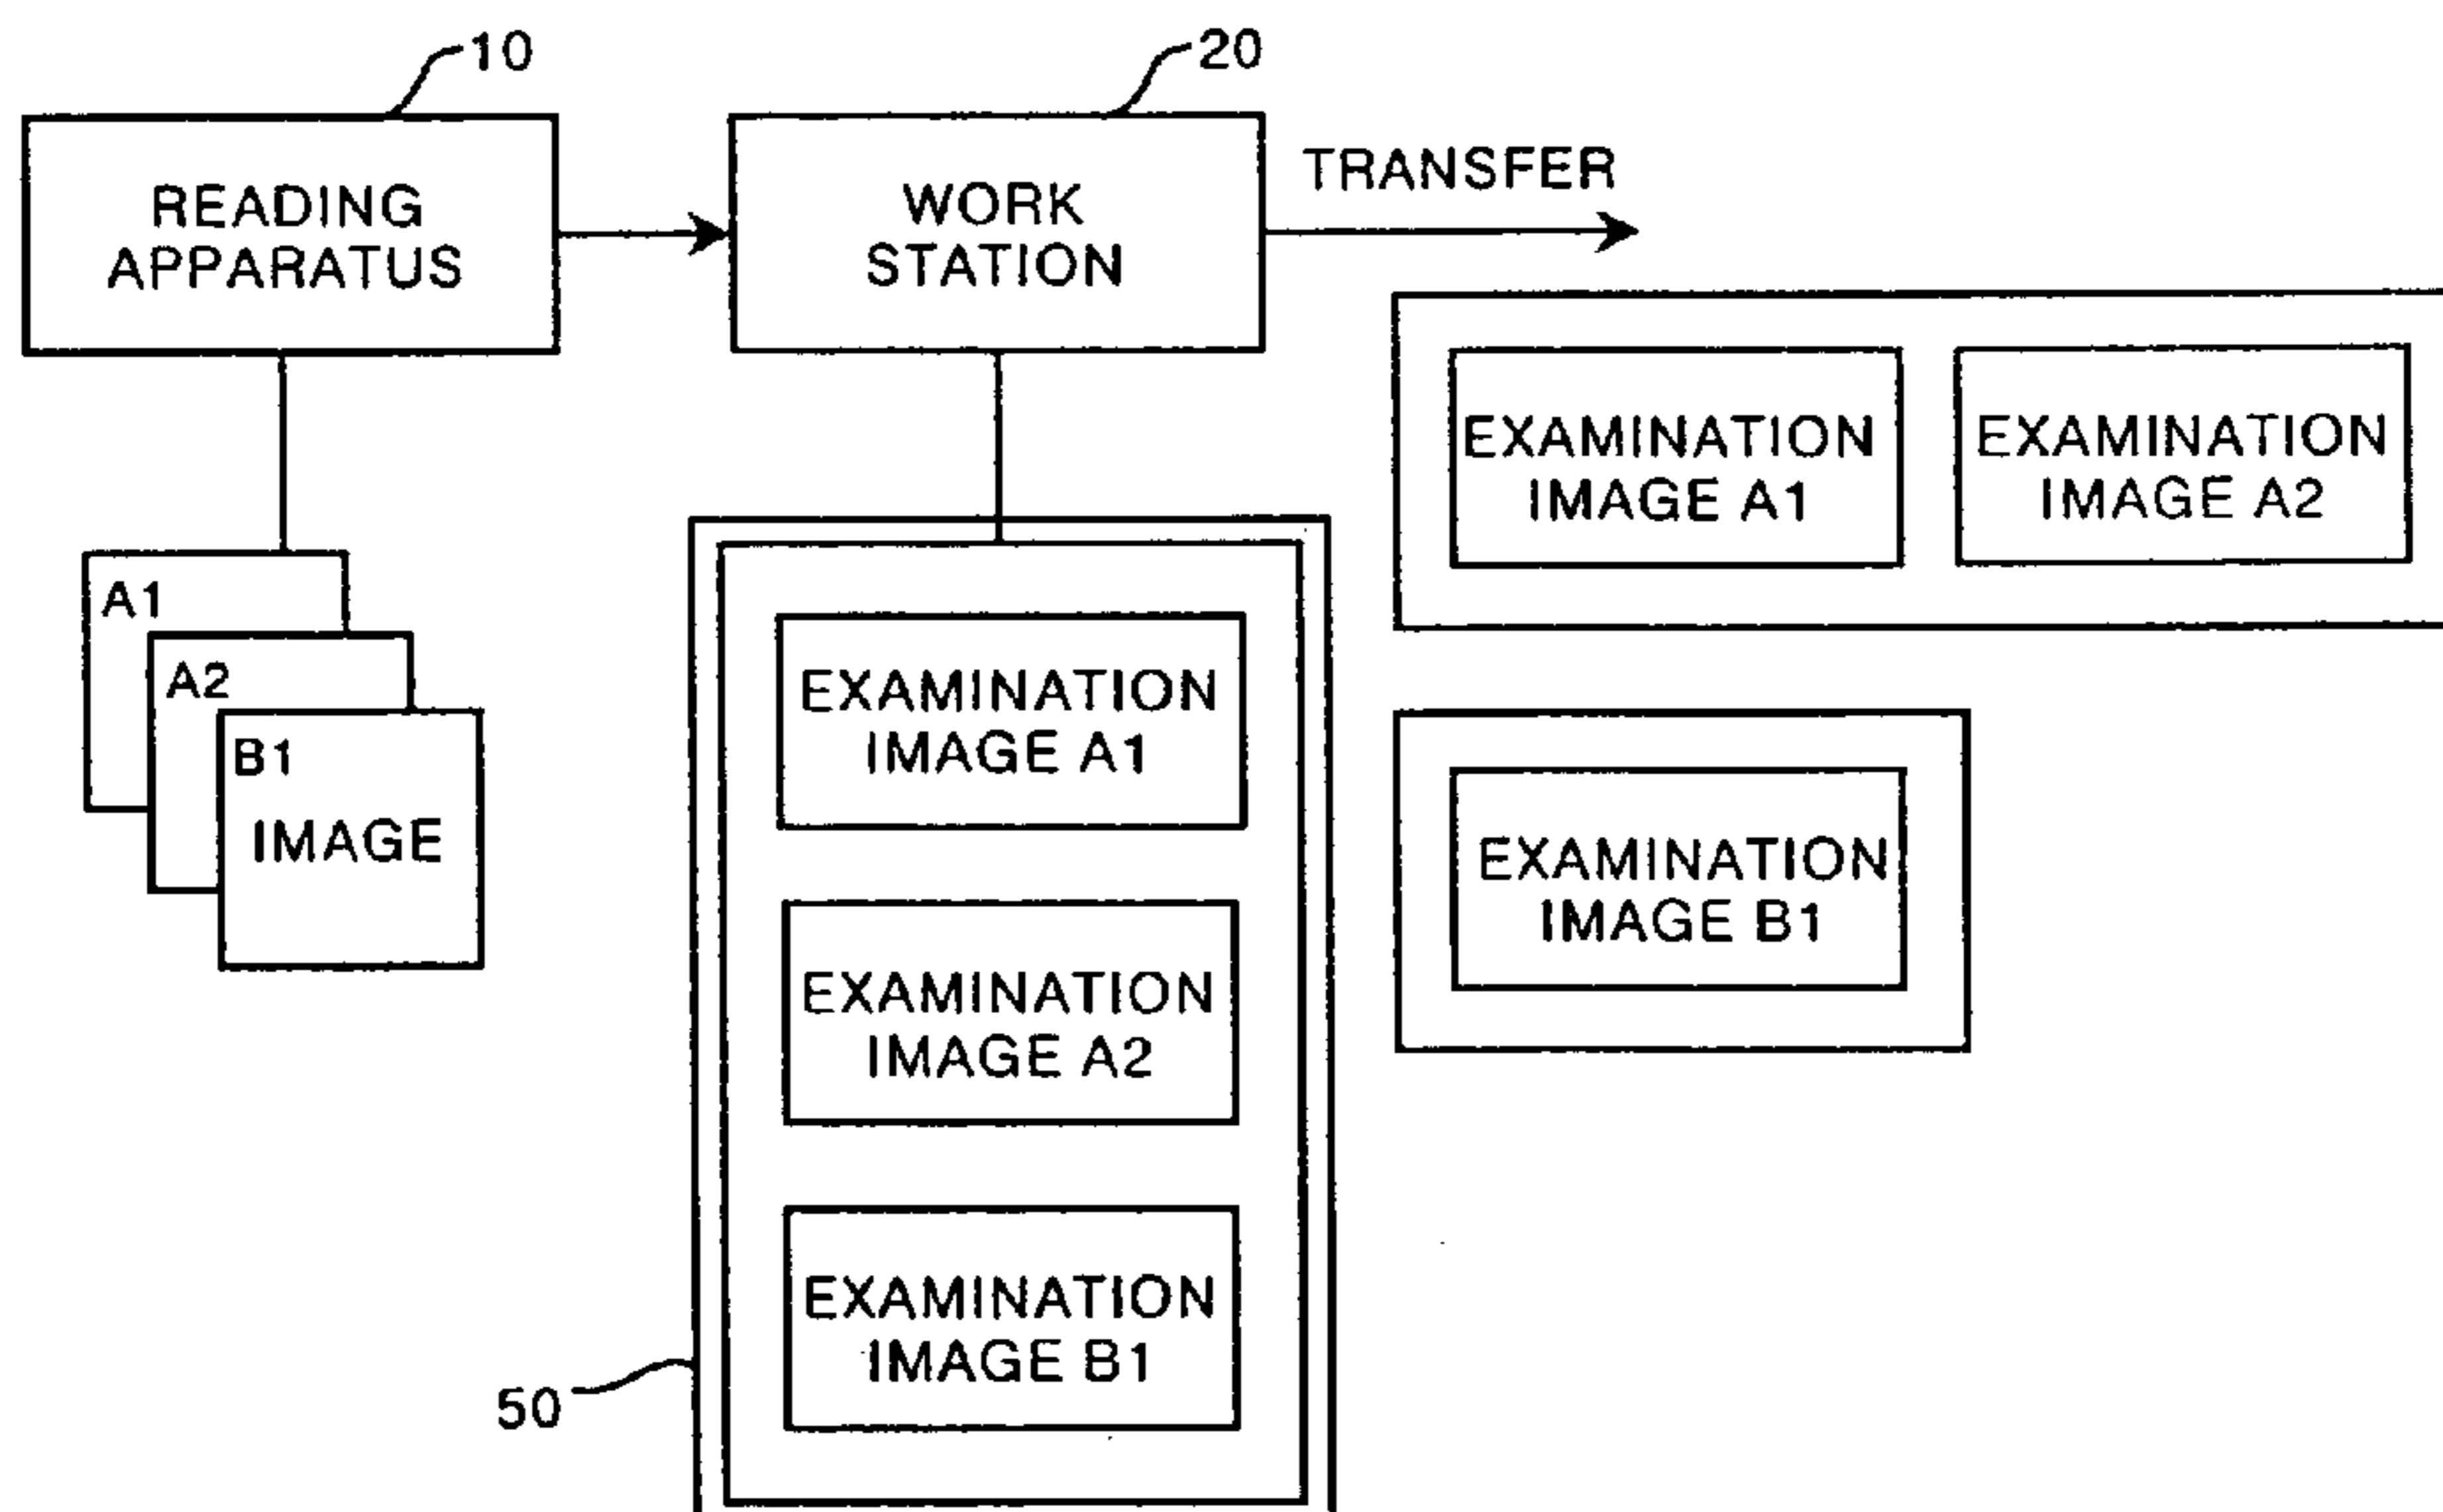 10
20
READING
APPARATUS
WORK
STATION
TRANSFER
A1
A2
B1
IMAGE
EXAMINATION
IMAGE A1
EXAMINATION
IMAGE A2
EXAMINATION
IMAGE B1
50
EXAMINATION
IMAGE A1
EXAMINATION
IMAGE A2
EXAMINATION
IMAGE B1